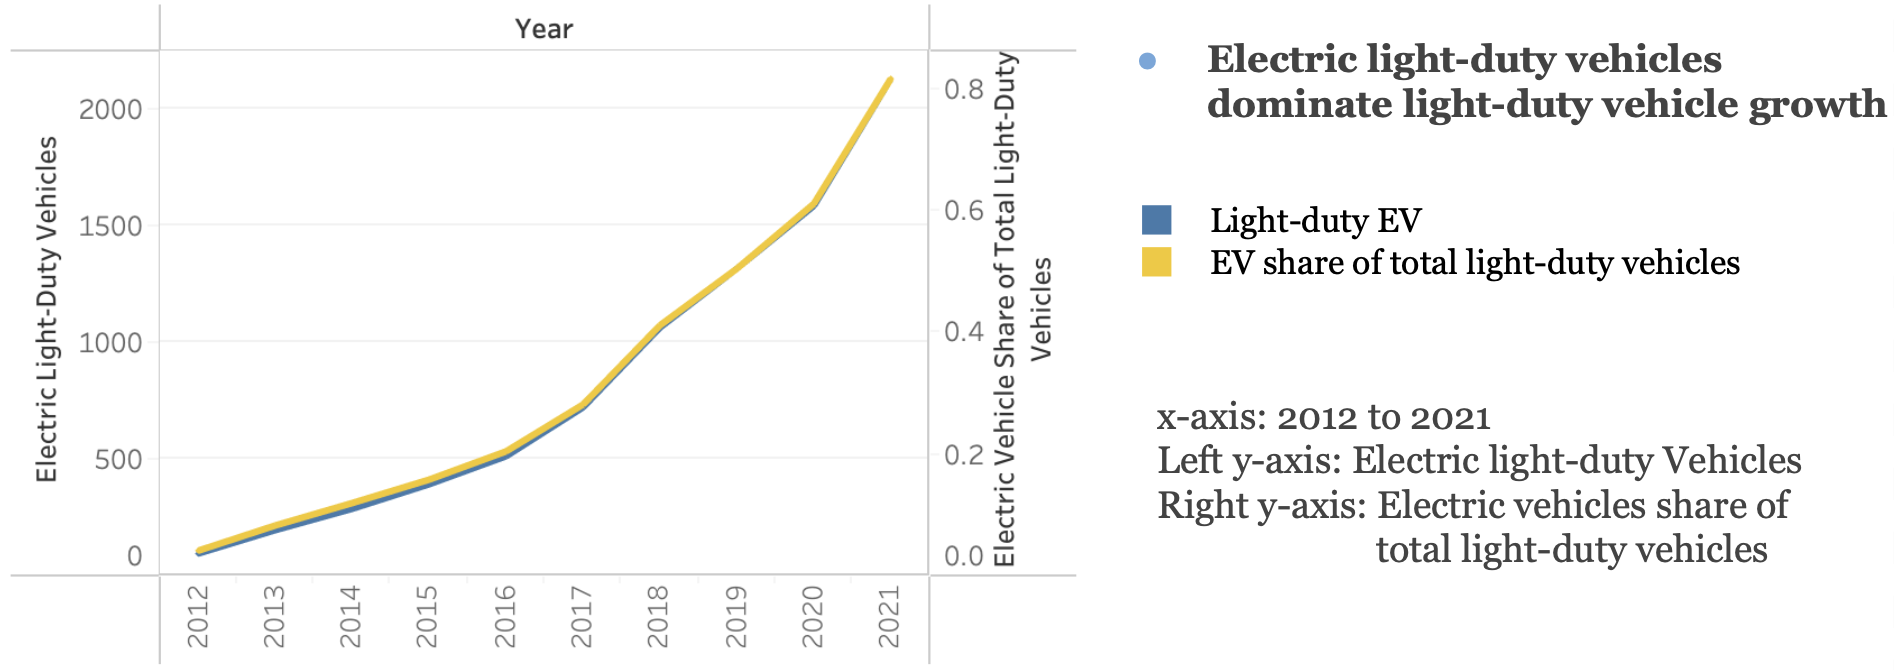 Year
Electric Light-Duty Vehicles
2000
1500
1000
500
0
0.8
0.6
0.4
0.2
0.0
Electric Vehicle Share of Total Light-Duty
Vehicles
2012
2013
2014
2015
2016
2017
2018
2019
2020
2021
Electric light-duty vehicles
dominate light-duty vehicle growth
Light-duty EV
EV share of total light-duty vehicles
x-axis: 2012 to 2021
Left y-axis: Electric light-duty Vehicles
Right y-axis: Electric vehicles share of
total light-duty vehicles